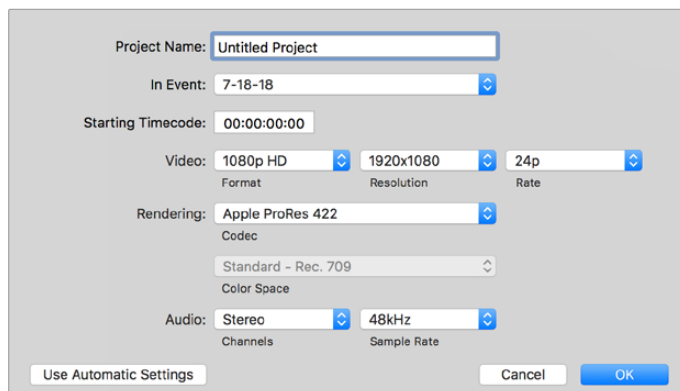 Project Name: Untitled Project
In Event: 7-18-18
Starting Timecode: 00:00:00:00
Video: 1080p HD 1920x1080 24p
Format Resolution Rate
Rendering: Apple ProRes 422
Codec
Standard - Rec. 709
Color Space
Audio: Stereo 48kHz
Channels Sample Rate
Use Automatic Settings Cancel OK